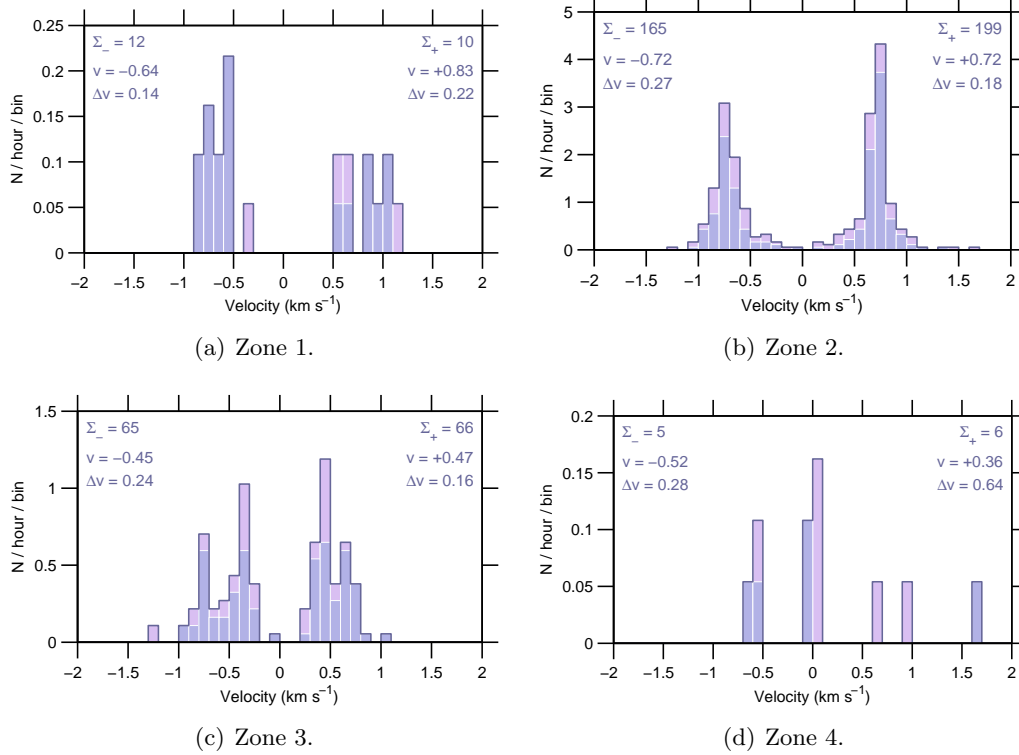 0.25
0.2
0.15
0.1
0.05
0
N / hour / bin
Σ− = 12
v = −0.64
Δv = 0.14
Σ+ = 10
v = +0.83
Δv = 0.22
−2 −1.5 −1 −0.5 0 0.5 1 1.5 2
Velocity (km s−1)
(a) Zone 1.
5
4
3
2
1
0
N / hour / bin
Σ− = 165
v = −0.72
Δv = 0.27
Σ+ = 199
v = +0.72
Δv = 0.18
−2 −1.5 −1 −0.5 0 0.5 1 1.5 2
Velocity (km s−1)
(b) Zone 2.
1.5
1
0.5
0
N / hour / bin
Σ− = 65
v = −0.45
Δv = 0.24
Σ+ = 66
v = +0.47
Δv = 0.16
−2 −1.5 −1 −0.5 0 0.5 1 1.5 2
Velocity (km s−1)
(c) Zone 3.
0.2
0.15
0.1
0.05
0
N / hour / bin
Σ− = 5
v = −0.52
Δv = 0.28
Σ+ = 6
v = +0.36
Δv = 0.64
−2 −1.5 −1 −0.5 0 0.5 1 1.5 2
Velocity (km s−1)
(d) Zone 4.